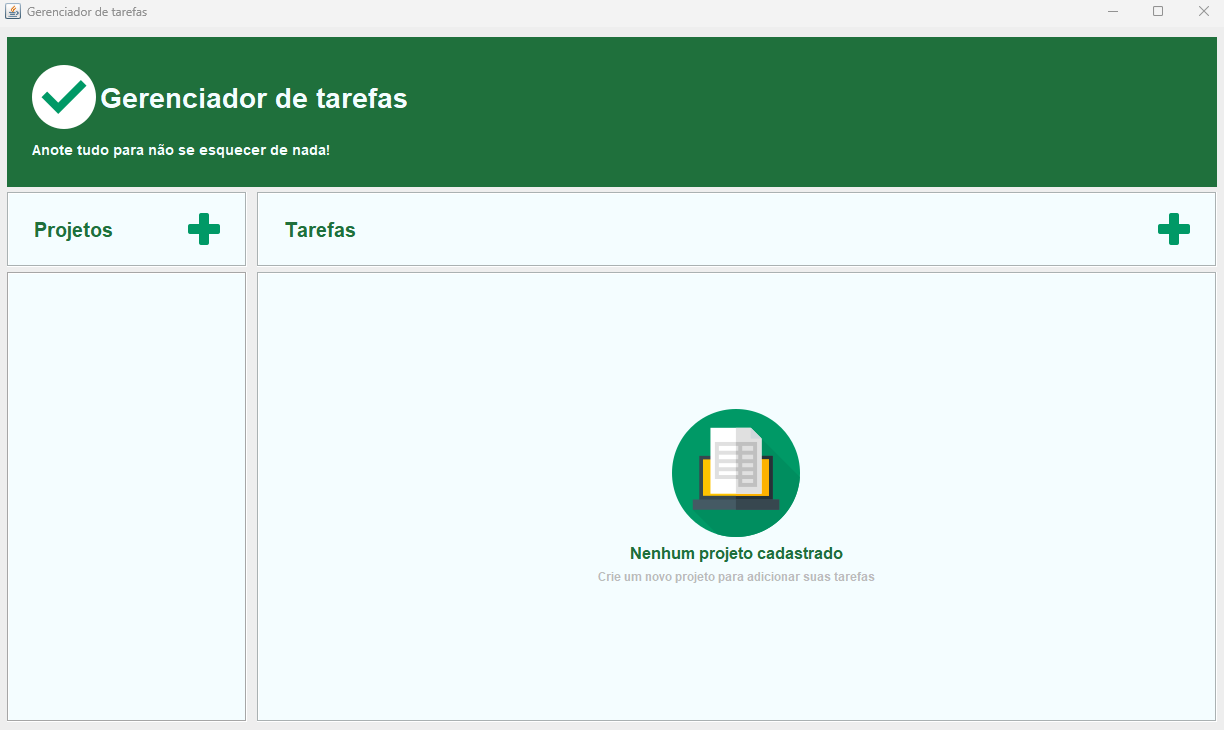 Gerenciador de tarefas
Gerenciador de tarefas
Anote tudo para não se esquecer de nada!
Projetos
Tarefas
Nenhum projeto cadastrado
Crie um novo projeto para adicionar suas tarefas